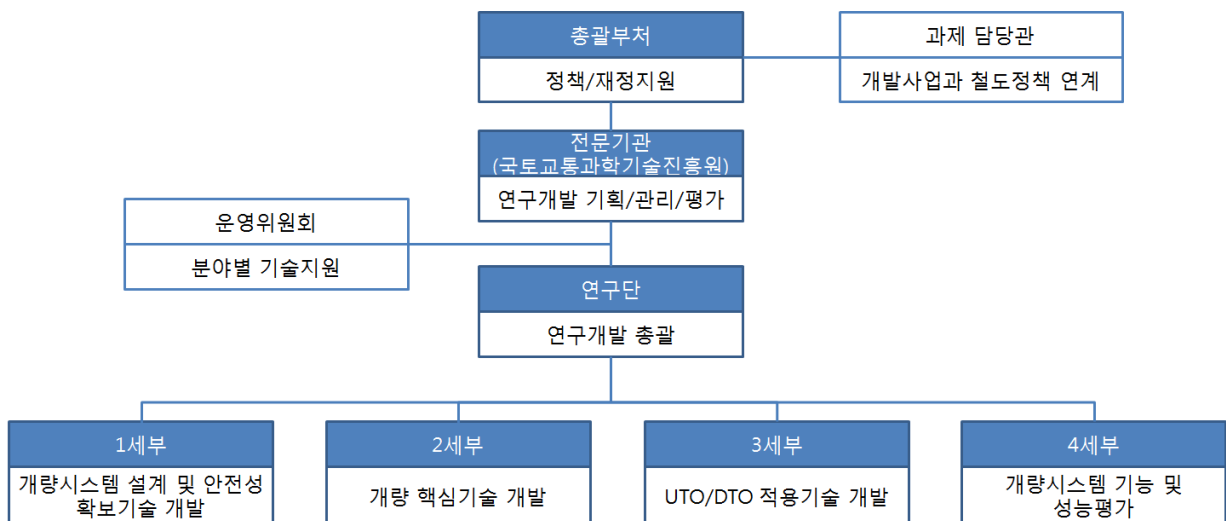 총괄부처
정책/재정지원
과제 담당관
개발사업과 철도정책 연계
전문기관
(국토교통과학기술진흥원)
연구개발 기획/관리/평가
운영위원회
분야별 기술지원
연구단
연구개발 총괄
1세부
개량시스템 설계 및 안전성
확보기술 개발
2세부
개량 핵심기술 개발
3세부
UTO/DTO 적용기술 개발
4세부
개량시스템 기능 및
성능평가